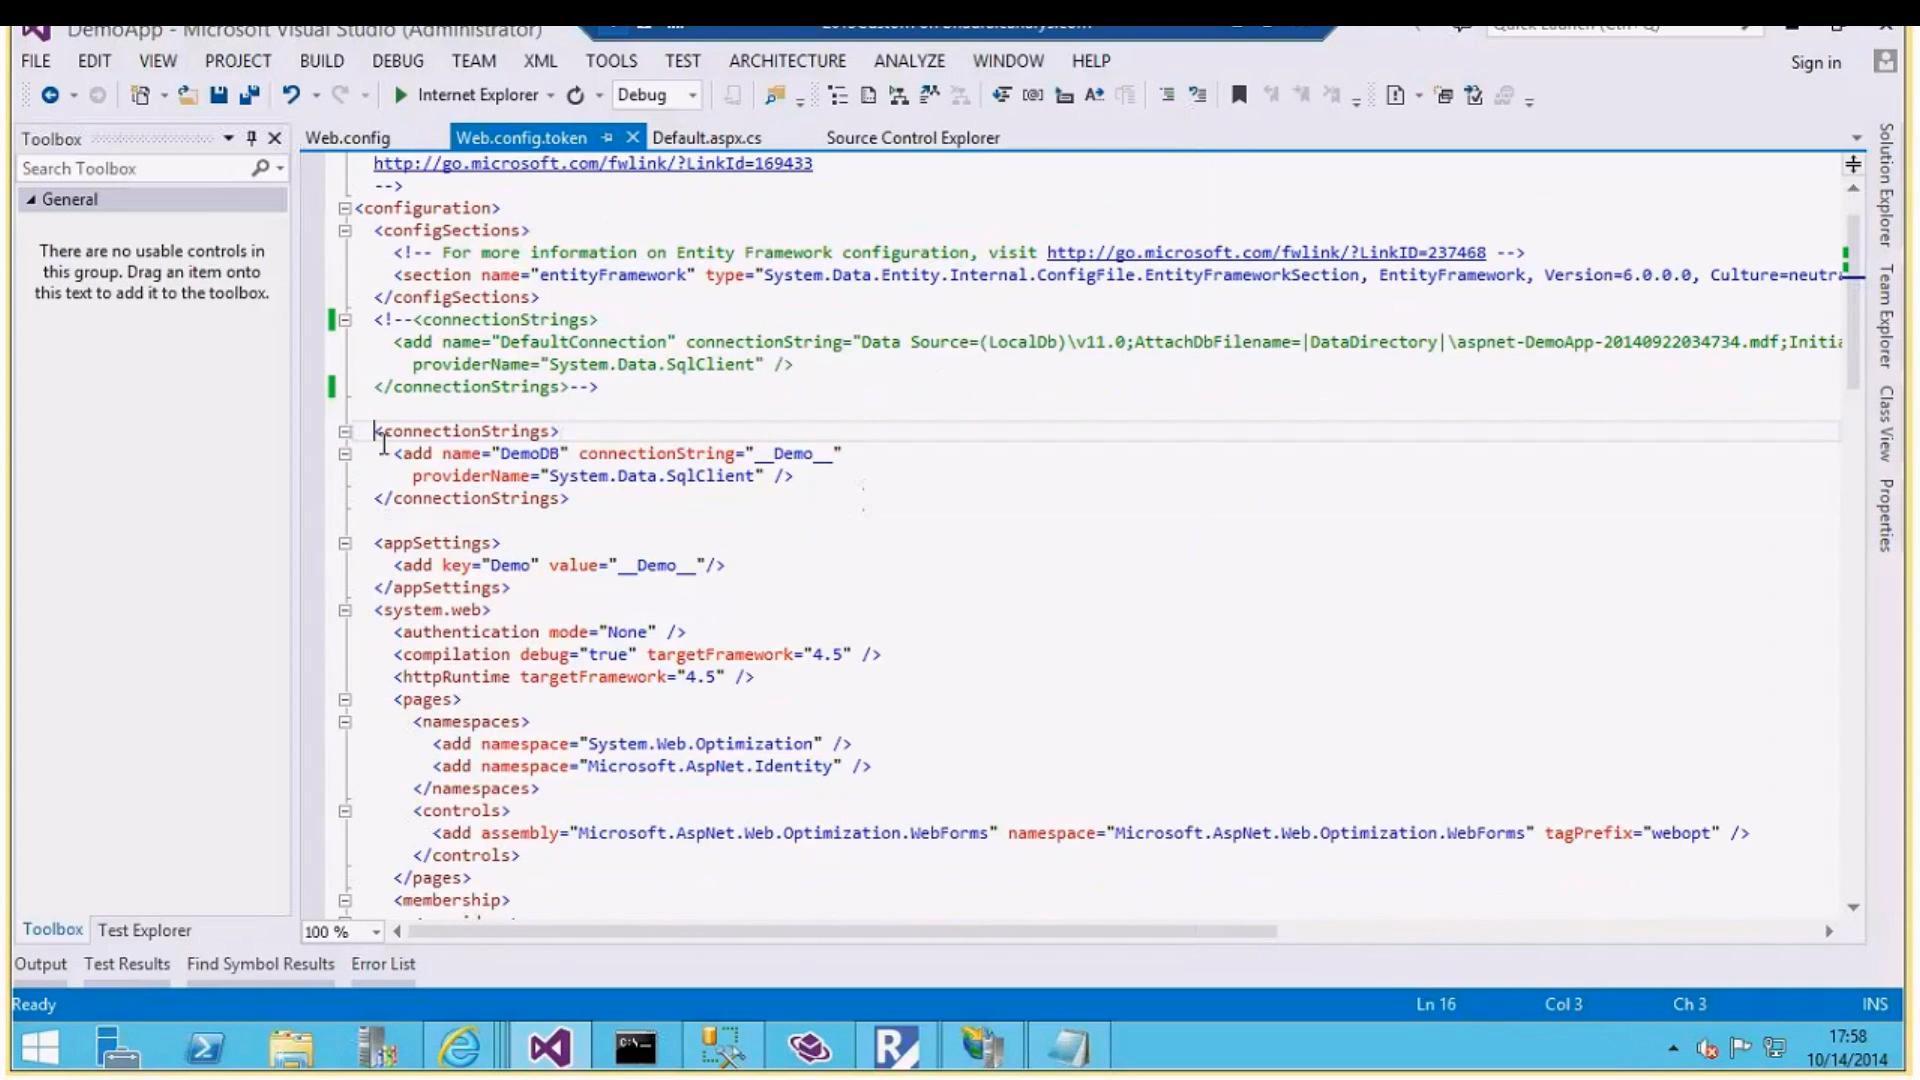 DemoApp - Microsoft Visual Studio (Administrator)
Quick Launch (Ctrl+Q)
FILE EDIT VIEW PROJECT BUILD DEBUG TEAM XML TOOLS TEST ARCHITECTURE ANALYZE WINDOW HELP
Sign in
Internet Explorer Debug
Toolbox
Web.config Web.config.token Default.aspx.cs Source Control Explorer
Search Toolbox
General
There are no usable controls in
this group. Drag an item onto
this text to add it to the toolbox.
http://go.microsoft.com/fwlink/?LinkId=169433
-->
<configuration>
<configSections>
<!-- For more information on Entity Framework configuration, visit http://go.microsoft.com/fwlink/?LinkID=237468 -->
<section name="entityFramework" type="System.Data.Entity.Internal.ConfigFile.EntityFrameworkSection, EntityFramework, Version=6.0.0.0, Culture=neutr
</configSections>
<!--<connectionStrings>
<add name="DefaultConnection" connectionString="Data Source=(LocalDb)\v11.0;AttachDbFilename=|DataDirectory|\aspnet-DemoApp-20140922034734.mdf;Initia
providerName="System.Data.SqlClient" />
</connectionStrings>-->
<connectionStrings>
<add name="DemoDB" connectionString="__Demo__"
providerName="System.Data.SqlClient" />
</connectionStrings>
<appSettings>
<add key="Demo" value="__Demo__"/>
</appSettings>
<system.web>
<authentication mode="None" />
<compilation debug="true" targetFramework="4.5" />
<httpRuntime targetFramework="4.5" />
<pages>
<namespaces>
<add namespace="System.Web.Optimization" />
<add namespace="Microsoft.AspNet.Identity" />
</namespaces>
<controls>
<add assembly="Microsoft.AspNet.Web.Optimization.WebForms" namespace="Microsoft.AspNet.Web.Optimization.WebForms" tagPrefix="webopt" />
</controls>
</pages>
<membership>
Solution Explorer
Team Explorer
Class View
Properties
100 %
Toolbox Test Explorer
Output Test Results Find Symbol Results Error List
Ready
Ln 16 Col 3 Ch 3 INS
17:58
10/14/2014